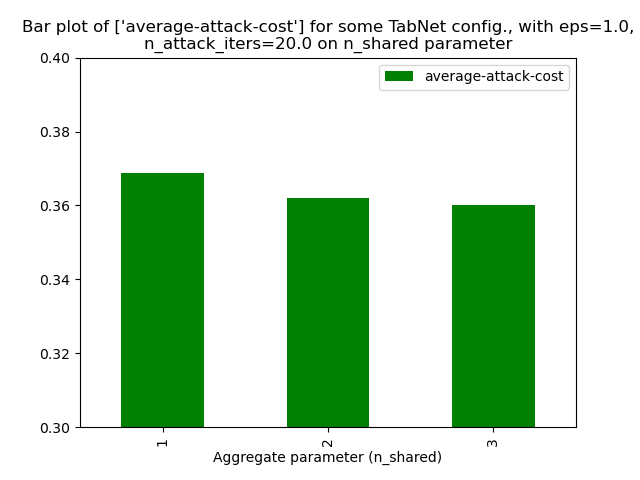 Bar plot of ['average-attack-cost'] for some TabNet config., with eps=1.0,
n_attack_iters=20.0 on n_shared parameter
average-attack-cost
0.40
0.38
0.36
0.34
0.32
0.30
1
2
3
Aggregate parameter (n_shared)